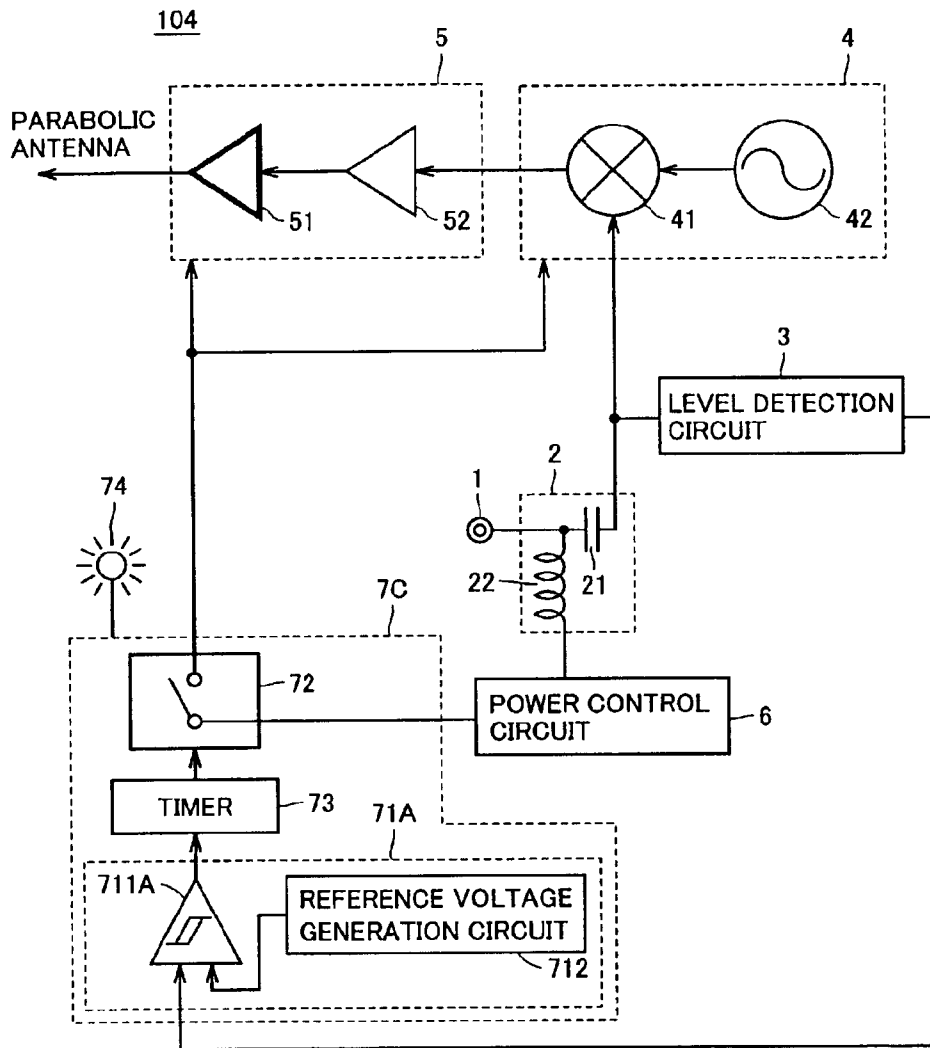 104
5
4
PARABOLIC
ANTENNA
51
52
41
42
3
LEVEL DETECTION
CIRCUIT
1
2
74
22
21
7C
72
POWER CONTROL
CIRCUIT
6
TIMER
73
71A
711A
REFERENCE VOLTAGE
GENERATION CIRCUIT
712